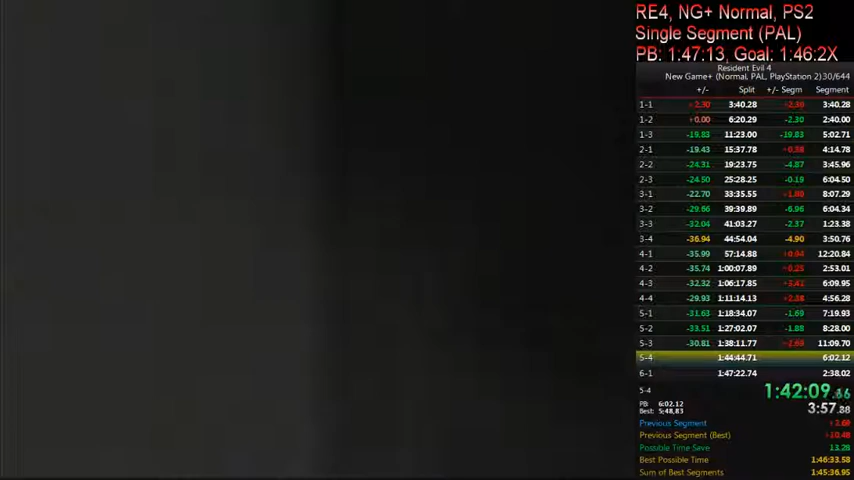 RE4, NG+ Normal, PS2
Single Segment (PAL)
PB: 1:47:13, Goal: 1:46:2X
Resident Evil 4
New Game+ (Normal, PAL, PlayStation 2) 30/644
+/- Split +/- Segm Segment
1-1 +2.30 3:40.28 +2.30 3:40.28
1-2 +0.00 6:20.29 -2.30 2:40.00
1-3 -19.83 11:23.00 -19.83 5:02.71
2-1 -19.43 15:37.78 +0.38 4:14.78
2-2 -24.31 19:23.75 -4.87 3:45.96
2-3 -24.50 25:28.25 -0.19 6:04.50
3-1 -22.70 33:35.55 +1.80 8:07.29
3-2 -29.66 39:39.89 -6.96 6:04.34
3-3 -32.04 41:03.27 -2.37 1:23.38
3-4 -36.94 44:54.04 -4.90 3:50.76
4-1 -35.99 57:14.88 +0.94 12:20.84
4-2 -35.74 1:00:07.89 +0.25 2:53.01
4-3 -32.32 1:06:17.85 +3.41 6:09.95
4-4 -29.93 1:11:14.13 +2.38 4:56.28
5-1 -31.63 1:18:34.07 -1.69 7:19.93
5-2 -33.51 1:27:02.07 -1.88 8:28.00
5-3 -30.81 1:38:11.77 +2.69 11:09.70
5-4 1:44:44.71 6:02.12
6-1 1:47:22.74 2:38.02
5-4 1:42:09.66
PB: 6:02.12
Best: 5:48.83 3:57.88
Previous Segment +2.69
Previous Segment (Best) +10.48
Possible Time Save 13.28
Best Possible Time 1:46:33.58
Sum of Best Segments 1:45:36.95